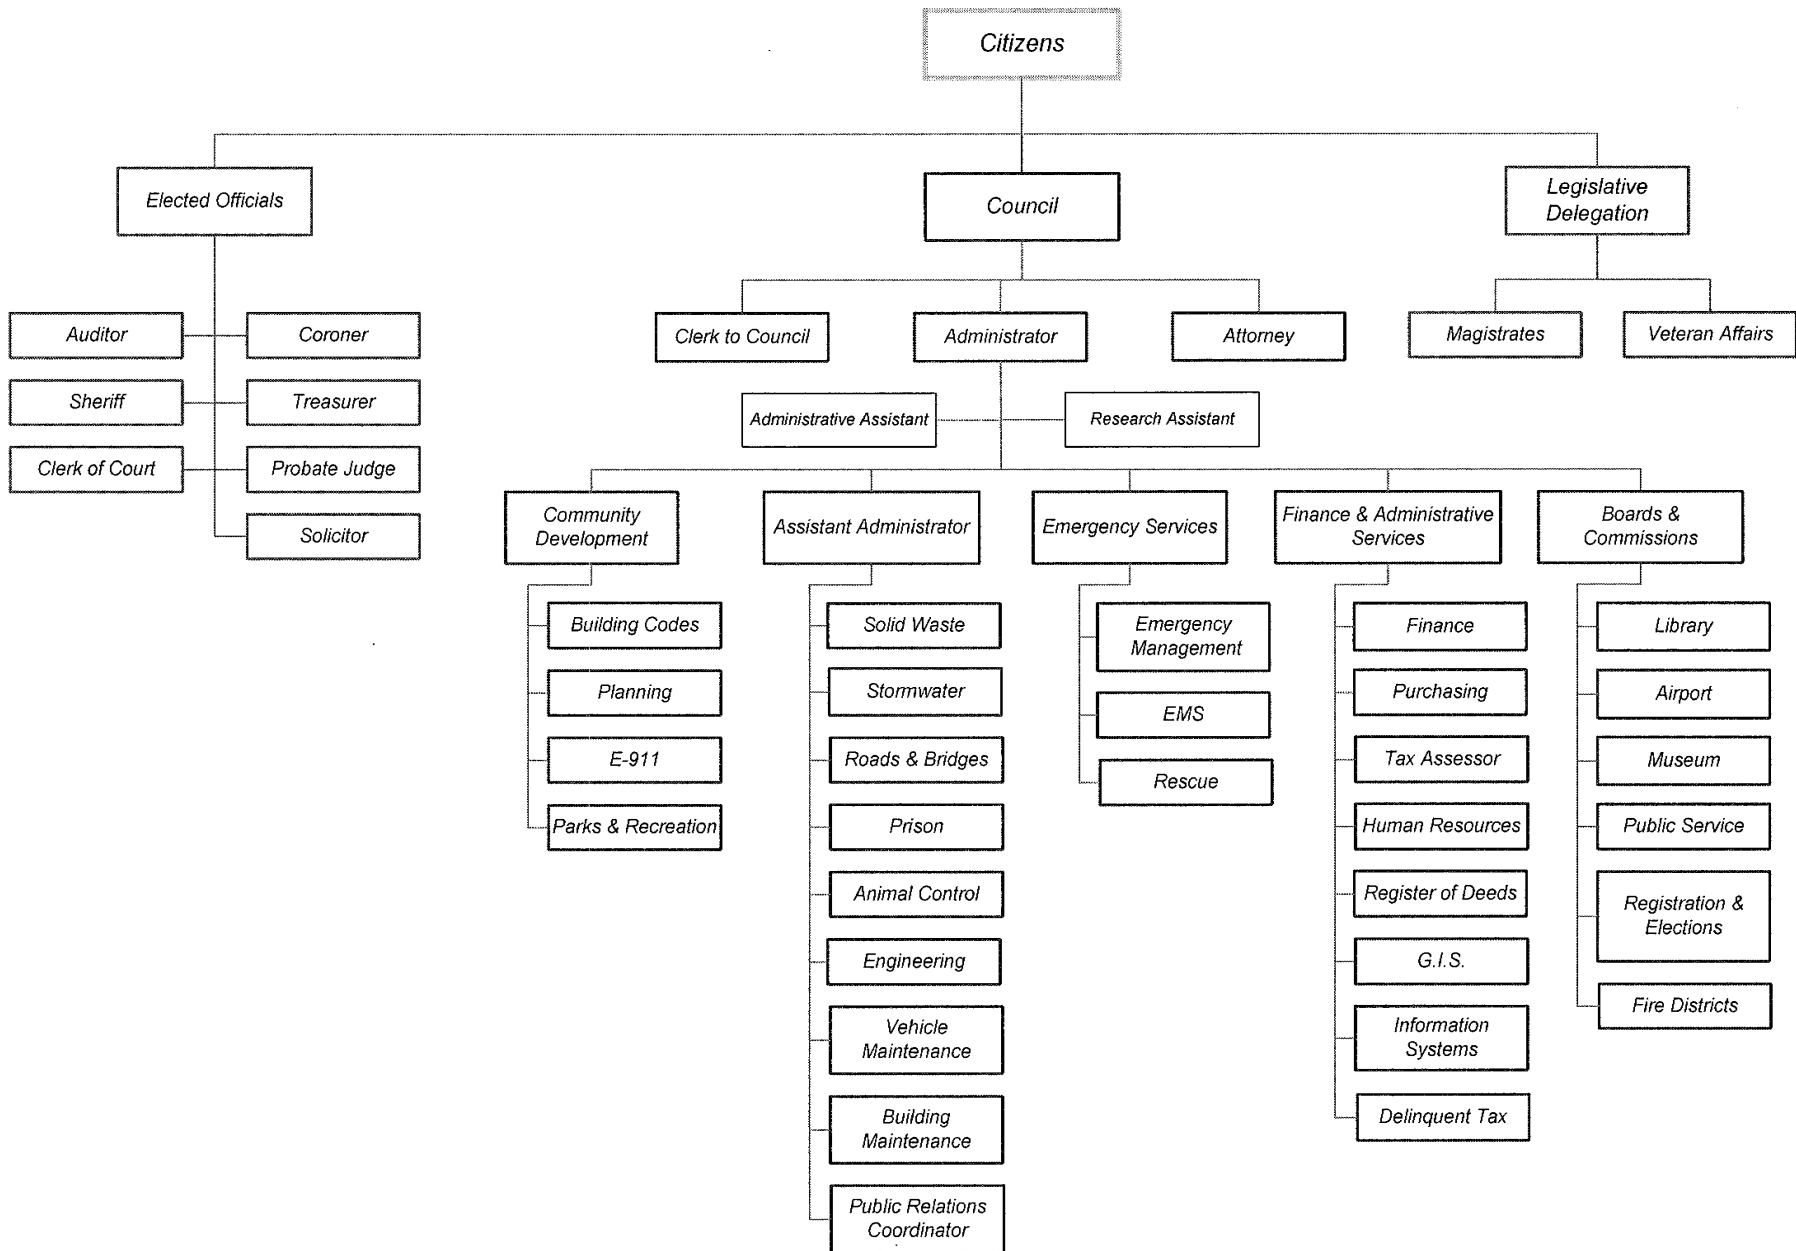 Citizens
Elected Officials
Council
Legislative
Delegation
Auditor
Coroner
Sheriff
Treasurer
Clerk of Court
Probate Judge
Solicitor
Clerk to Council
Administrator
Attorney
Magistrates
Veteran Affairs
Administrative Assistant
Research Assistant
Community
Development
Assistant Administrator
Emergency Services
Finance & Administrative
Services
Boards &
Commissions
Building Codes
Planning
E-911
Parks & Recreation
Solid Waste
Stormwater
Roads & Bridges
Prison
Animal Control
Engineering
Vehicle
Maintenance
Building
Maintenance
Public Relations
Coordinator
Emergency
Management
EMS
Rescue
Finance
Purchasing
Tax Assessor
Human Resources
Register of Deeds
G.I.S.
Information
Systems
Delinquent Tax
Library
Airport
Museum
Public Service
Registration &
Elections
Fire Districts